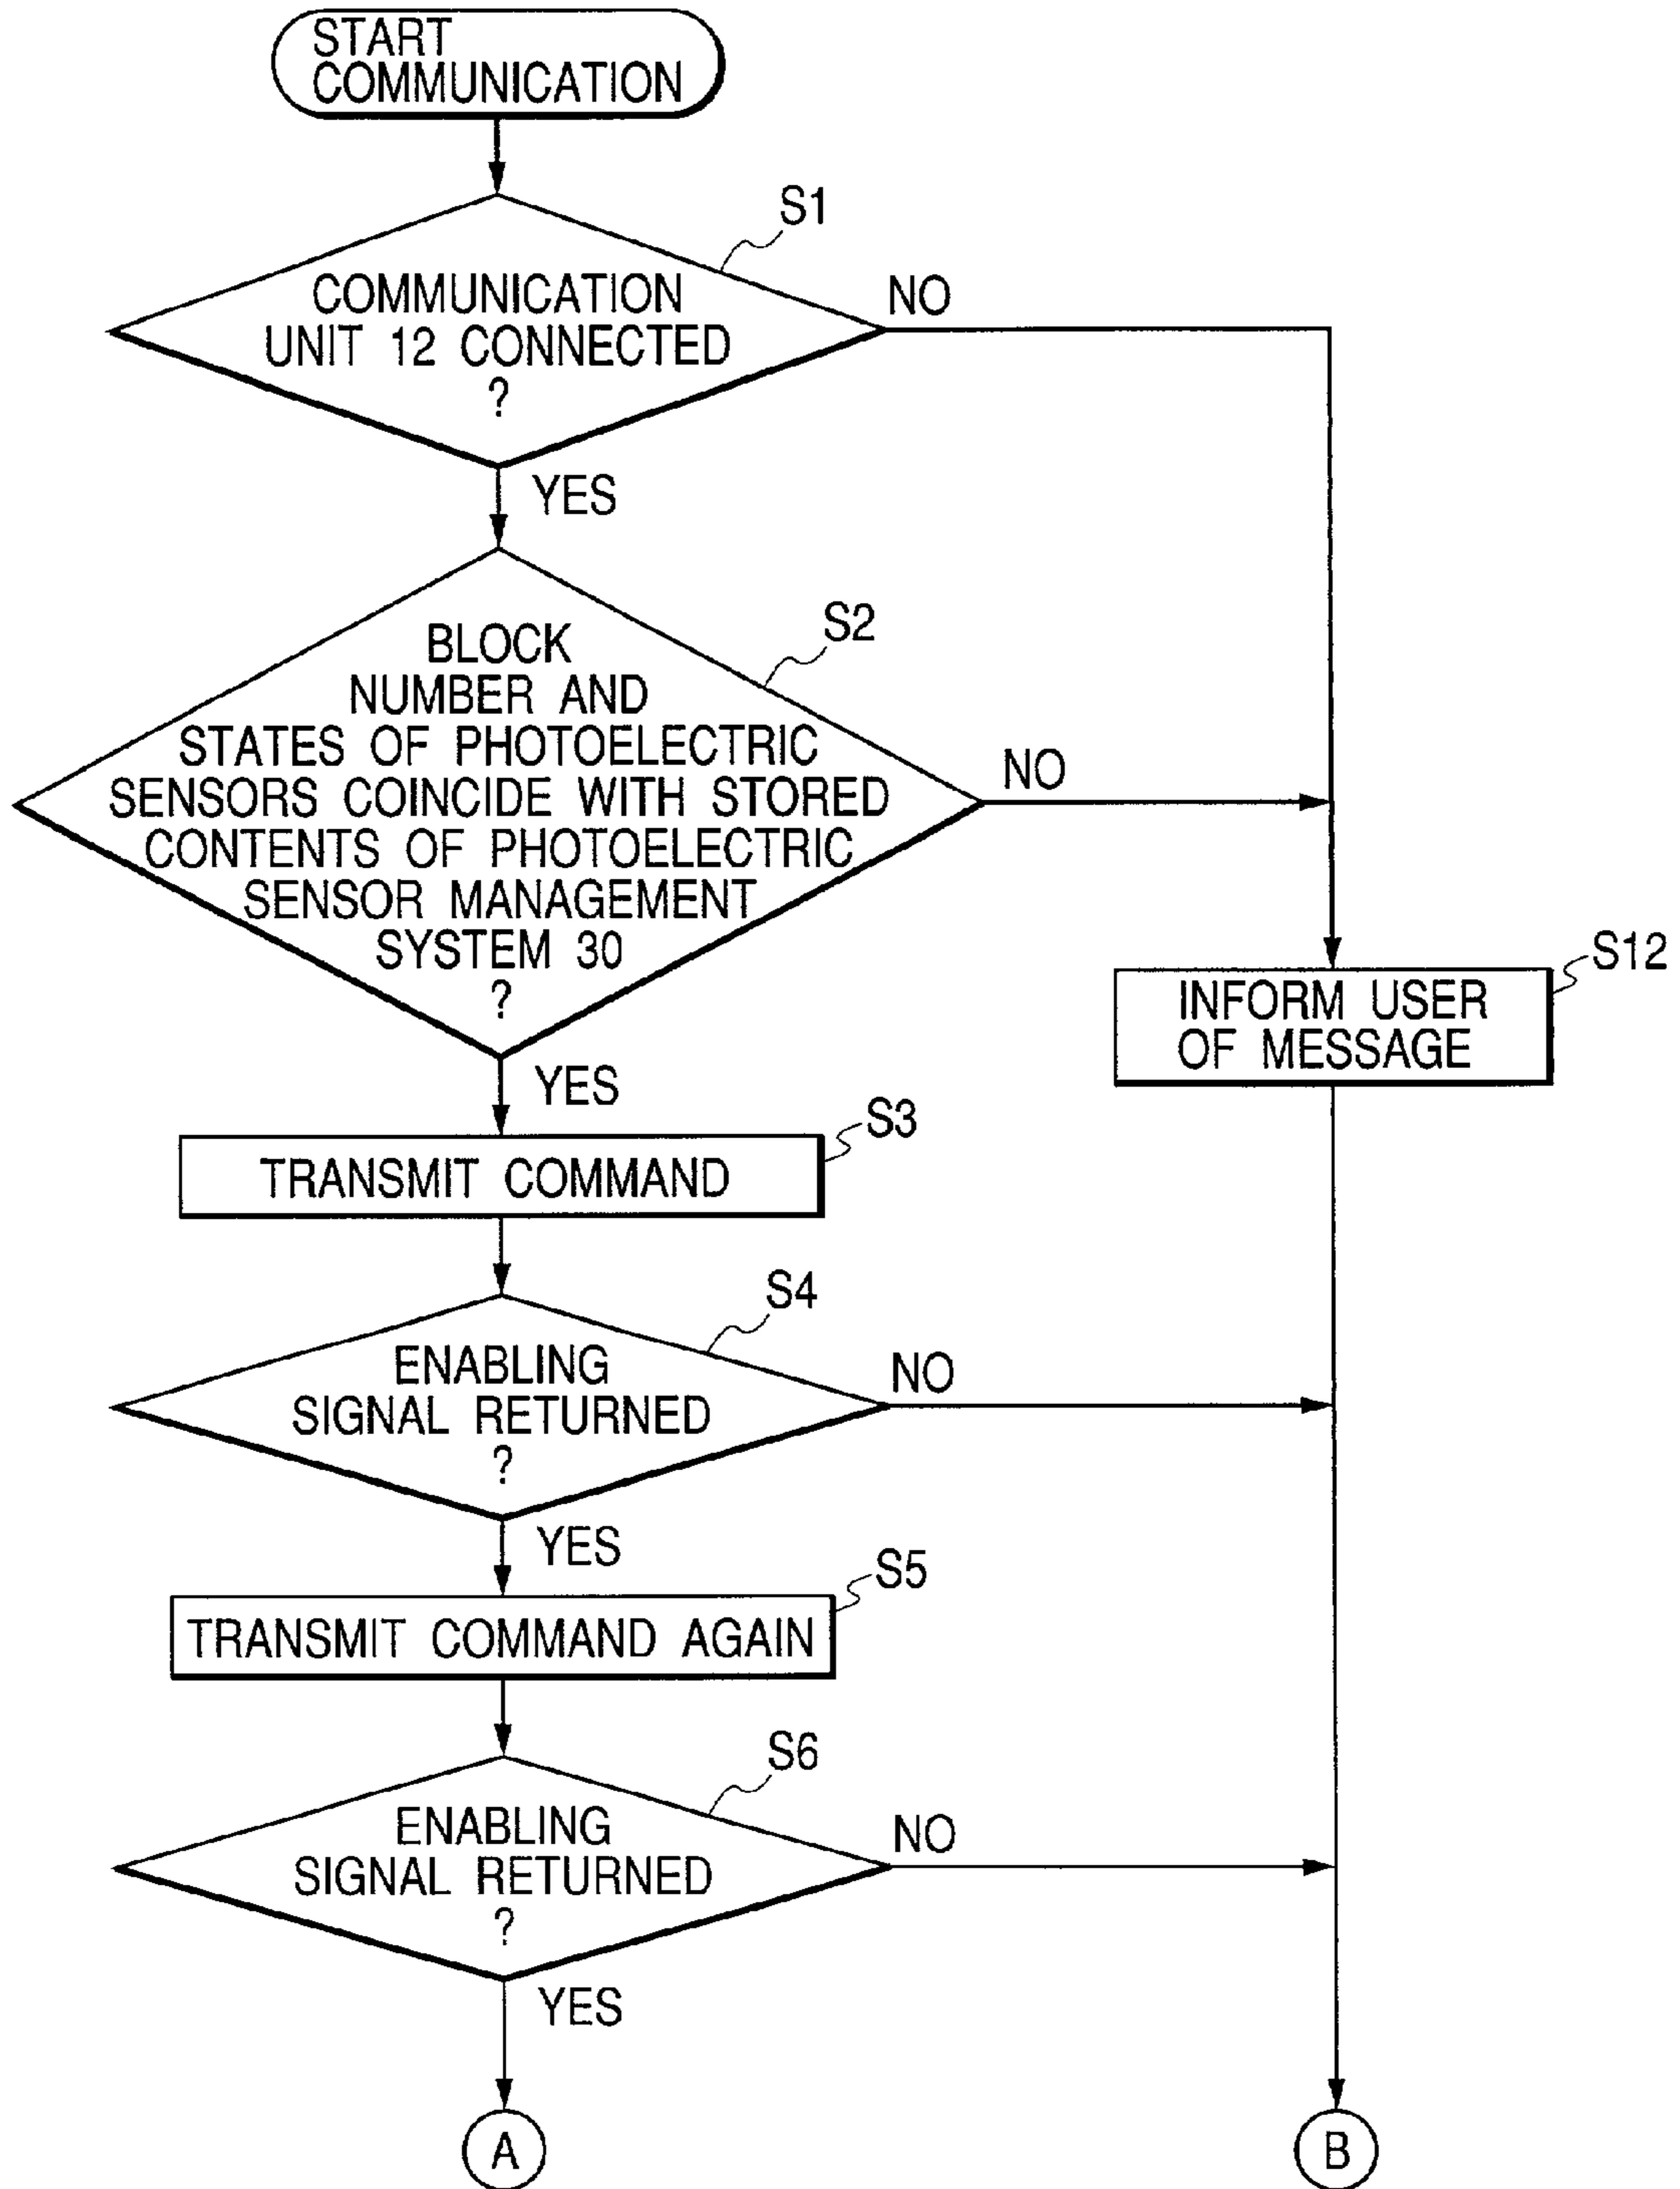 START
COMMUNICATION
S1
COMMUNICATION
UNIT 12 CONNECTED
?
NO
YES
S2
BLOCK
NUMBER AND
STATES OF PHOTOELECTRIC
SENSORS COINCIDE WITH STORED
CONTENTS OF PHOTOELECTRIC
SENSOR MANAGEMENT
SYSTEM 30
?
NO
YES
S12
INFORM USER
OF MESSAGE
S3
TRANSMIT COMMAND
S4
ENABLING
SIGNAL RETURNED
?
NO
YES
S5
TRANSMIT COMMAND AGAIN
S6
ENABLING
SIGNAL RETURNED
?
NO
YES
A
B